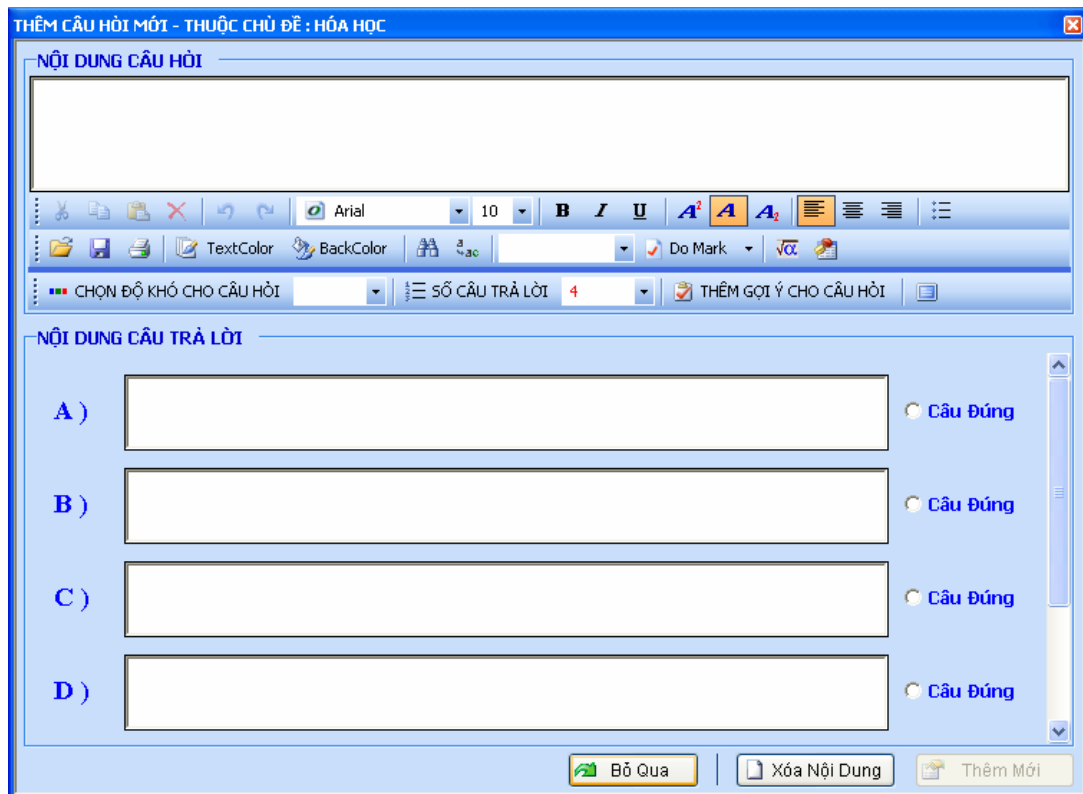 THÊM CÂU HỎI MỚI - THUỘC CHỦ ĐỀ : HÓA HỌC
NỘI DUNG CÂU HỎI
Arial 10 B I U A² A A₂
TextColor BackColor Do Mark √α
CHỌN ĐỘ KHÓ CHO CÂU HỎI SỐ CÂU TRẢ LỜI 4 THÊM GỢI Ý CHO CÂU HỎI
NỘI DUNG CÂU TRẢ LỜI
A ) Câu Đúng
B ) Câu Đúng
C ) Câu Đúng
D ) Câu Đúng
Bỏ Qua Xóa Nội Dung Thêm Mới